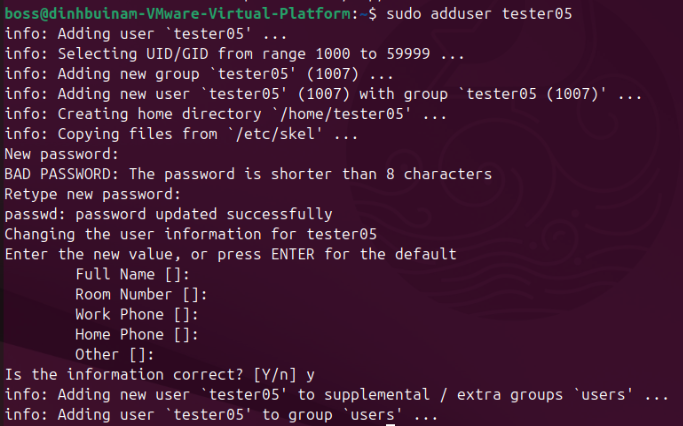 boss@dinhbuinam-VMware-Virtual-Platform:~$ sudo adduser tester05
info: Adding user `tester05' ...
info: Selecting UID/GID from range 1000 to 59999 ...
info: Adding new group `tester05' (1007) ...
info: Adding new user `tester05' (1007) with group `tester05 (1007)' ...
info: Creating home directory `/home/tester05' ...
info: Copying files from `/etc/skel' ...
New password:
BAD PASSWORD: The password is shorter than 8 characters
Retype new password:
passwd: password updated successfully
Changing the user information for tester05
Enter the new value, or press ENTER for the default
Full Name []:
Room Number []:
Work Phone []:
Home Phone []:
Other []:
Is the information correct? [Y/n] y
info: Adding new user `tester05' to supplemental / extra groups `users' ...
info: Adding user `tester05' to group `users' ...